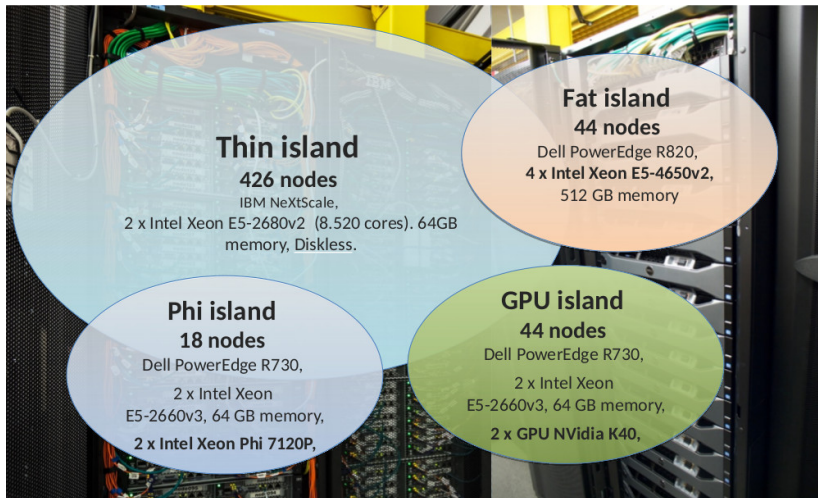 Thin island
426 nodes
IBM NeXtScale,
2 x Intel Xeon E5-2680v2 (8.520 cores). 64GB
memory, Diskless.
Fat island
44 nodes
Dell PowerEdge R820,
4 x Intel Xeon E5-4650v2,
512 GB memory
Phi island
18 nodes
Dell PowerEdge R730,
2 x Intel Xeon
E5-2660v3, 64 GB memory,
2 x Intel Xeon Phi 7120P,
GPU island
44 nodes
Dell PowerEdge R730,
2 x Intel Xeon
E5-2660v3, 64 GB memory,
2 x GPU NVidia K40,